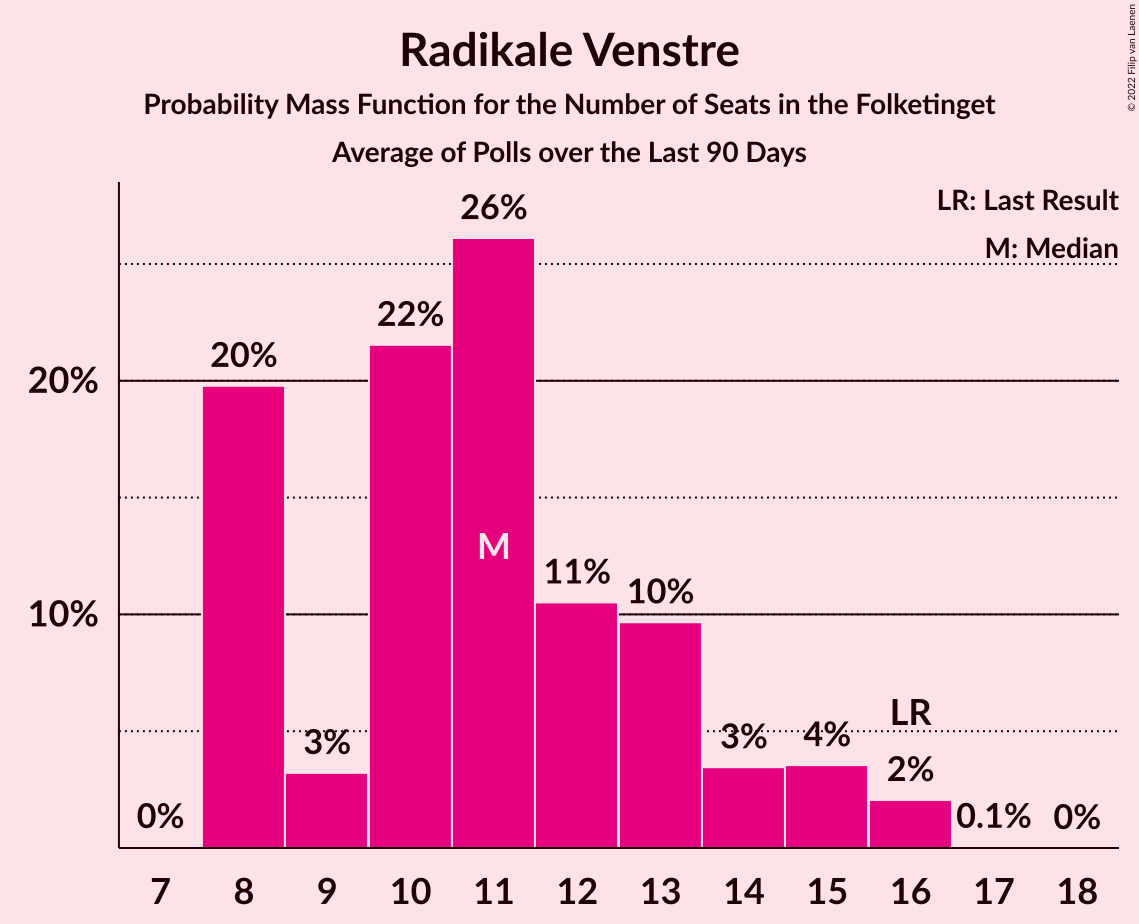 Radikale Venstre
Probability Mass Function for the Number of Seats in the Folketinget
Average of Polls over the Last 90 Days
© 2022 Filip van Laenen
LR: Last Result
M: Median
26%
22%
20%
20%
M
11%
10%
10%
LR
3%
3%
4%
2%
0%
0.1%
0%
7 8 9 10 11 12 13 14 15 16 17 18